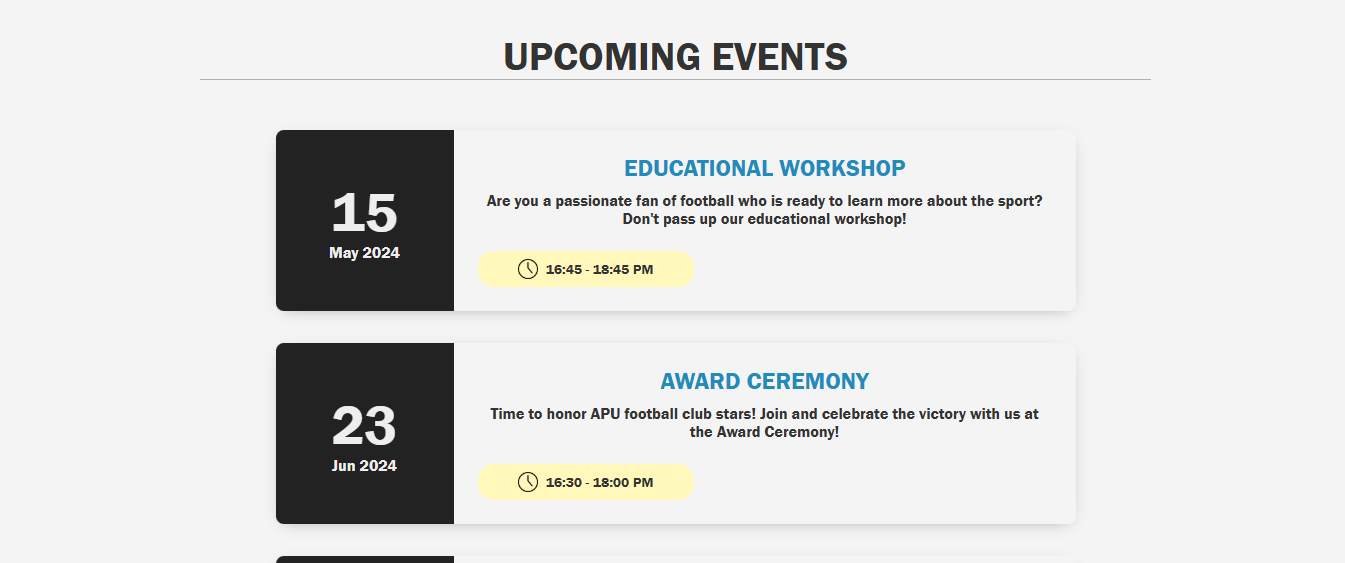 UPCOMING EVENTS
15
May 2024
EDUCATIONAL WORKSHOP
Are you a passionate fan of football who is ready to learn more about the sport?
Don't pass up our educational workshop!
16:45 - 18:45 PM
23
Jun 2024
AWARD CEREMONY
Time to honor APU football club stars! Join and celebrate the victory with us at
the Award Ceremony!
16:30 - 18:00 PM